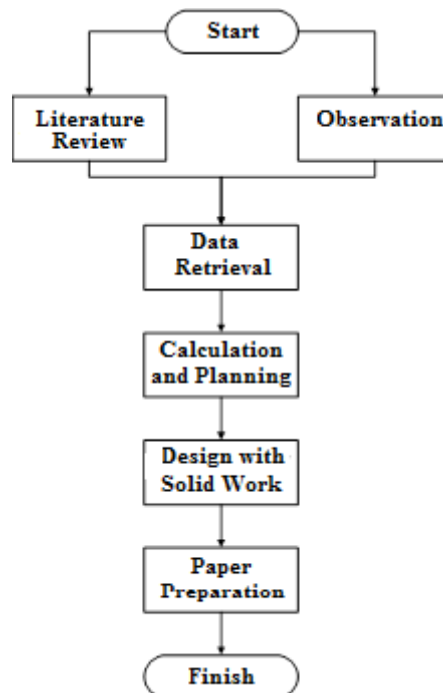 Start
Literature
Review
Observation
Data
Retrieval
Calculation
and Planning
Design with
Solid Work
Paper
Preparation
Finish